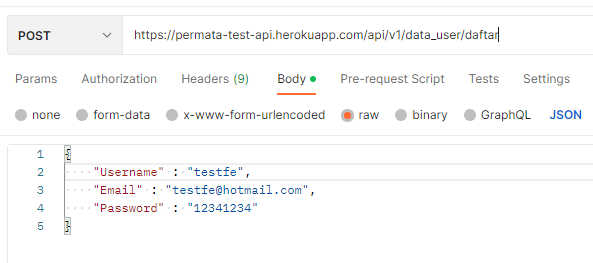 POST https://permata-test-api.herokuapp.com/api/v1/data_user/daftar
Params Authorization Headers (9) Body Pre-request Script Tests Settings
none form-data x-www-form-urlencoded raw binary GraphQL JSON
1 {
2 "Username" : "testfe",
3 "Email" : "testfe@hotmail.com",
4 "Password" : "12341234"
5 }